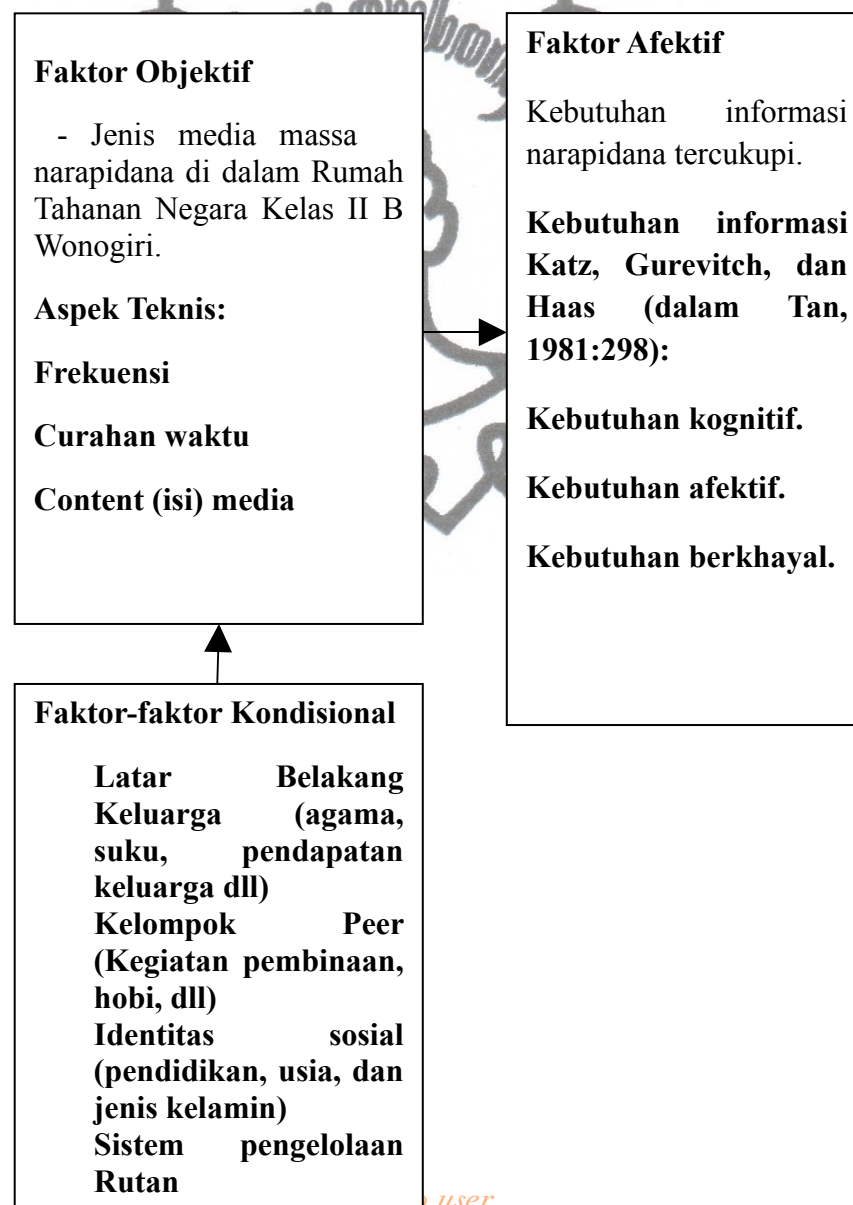 Faktor Objektif
- Jenis media massa
narapidana di dalam Rumah
Tahanan Negara Kelas II B
Wonogiri.
Aspek Teknis:
Frekuensi
Curahan waktu
Content (isi) media
Faktor Afektif
Kebutuhan informasi
narapidana tercukupi.
Kebutuhan informasi
Katz, Gurevitch, dan
Haas (dalam Tan,
1981:298):
Kebutuhan kognitif.
Kebutuhan afektif.
Kebutuhan berkhayal.
Faktor-faktor Kondisional
Latar Belakang
Keluarga (agama,
suku, pendapatan
keluarga dll)
Kelompok Peer
(Kegiatan pembinaan,
hobi, dll)
Identitas sosial
(pendidikan, usia, dan
jenis kelamin)
Sistem pengelolaan
Rutan
user